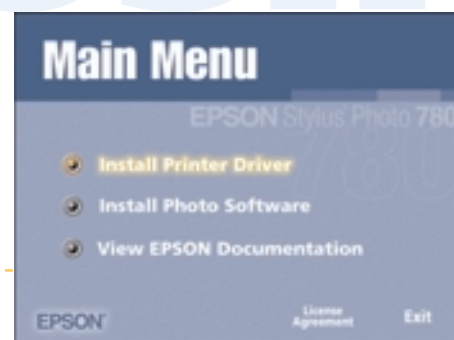 Main Menu
EPSON Stylus Photo 780
780
Install Printer Driver
Install Photo Software
View EPSON Documentation
EPSON
License
Agreement
Exit